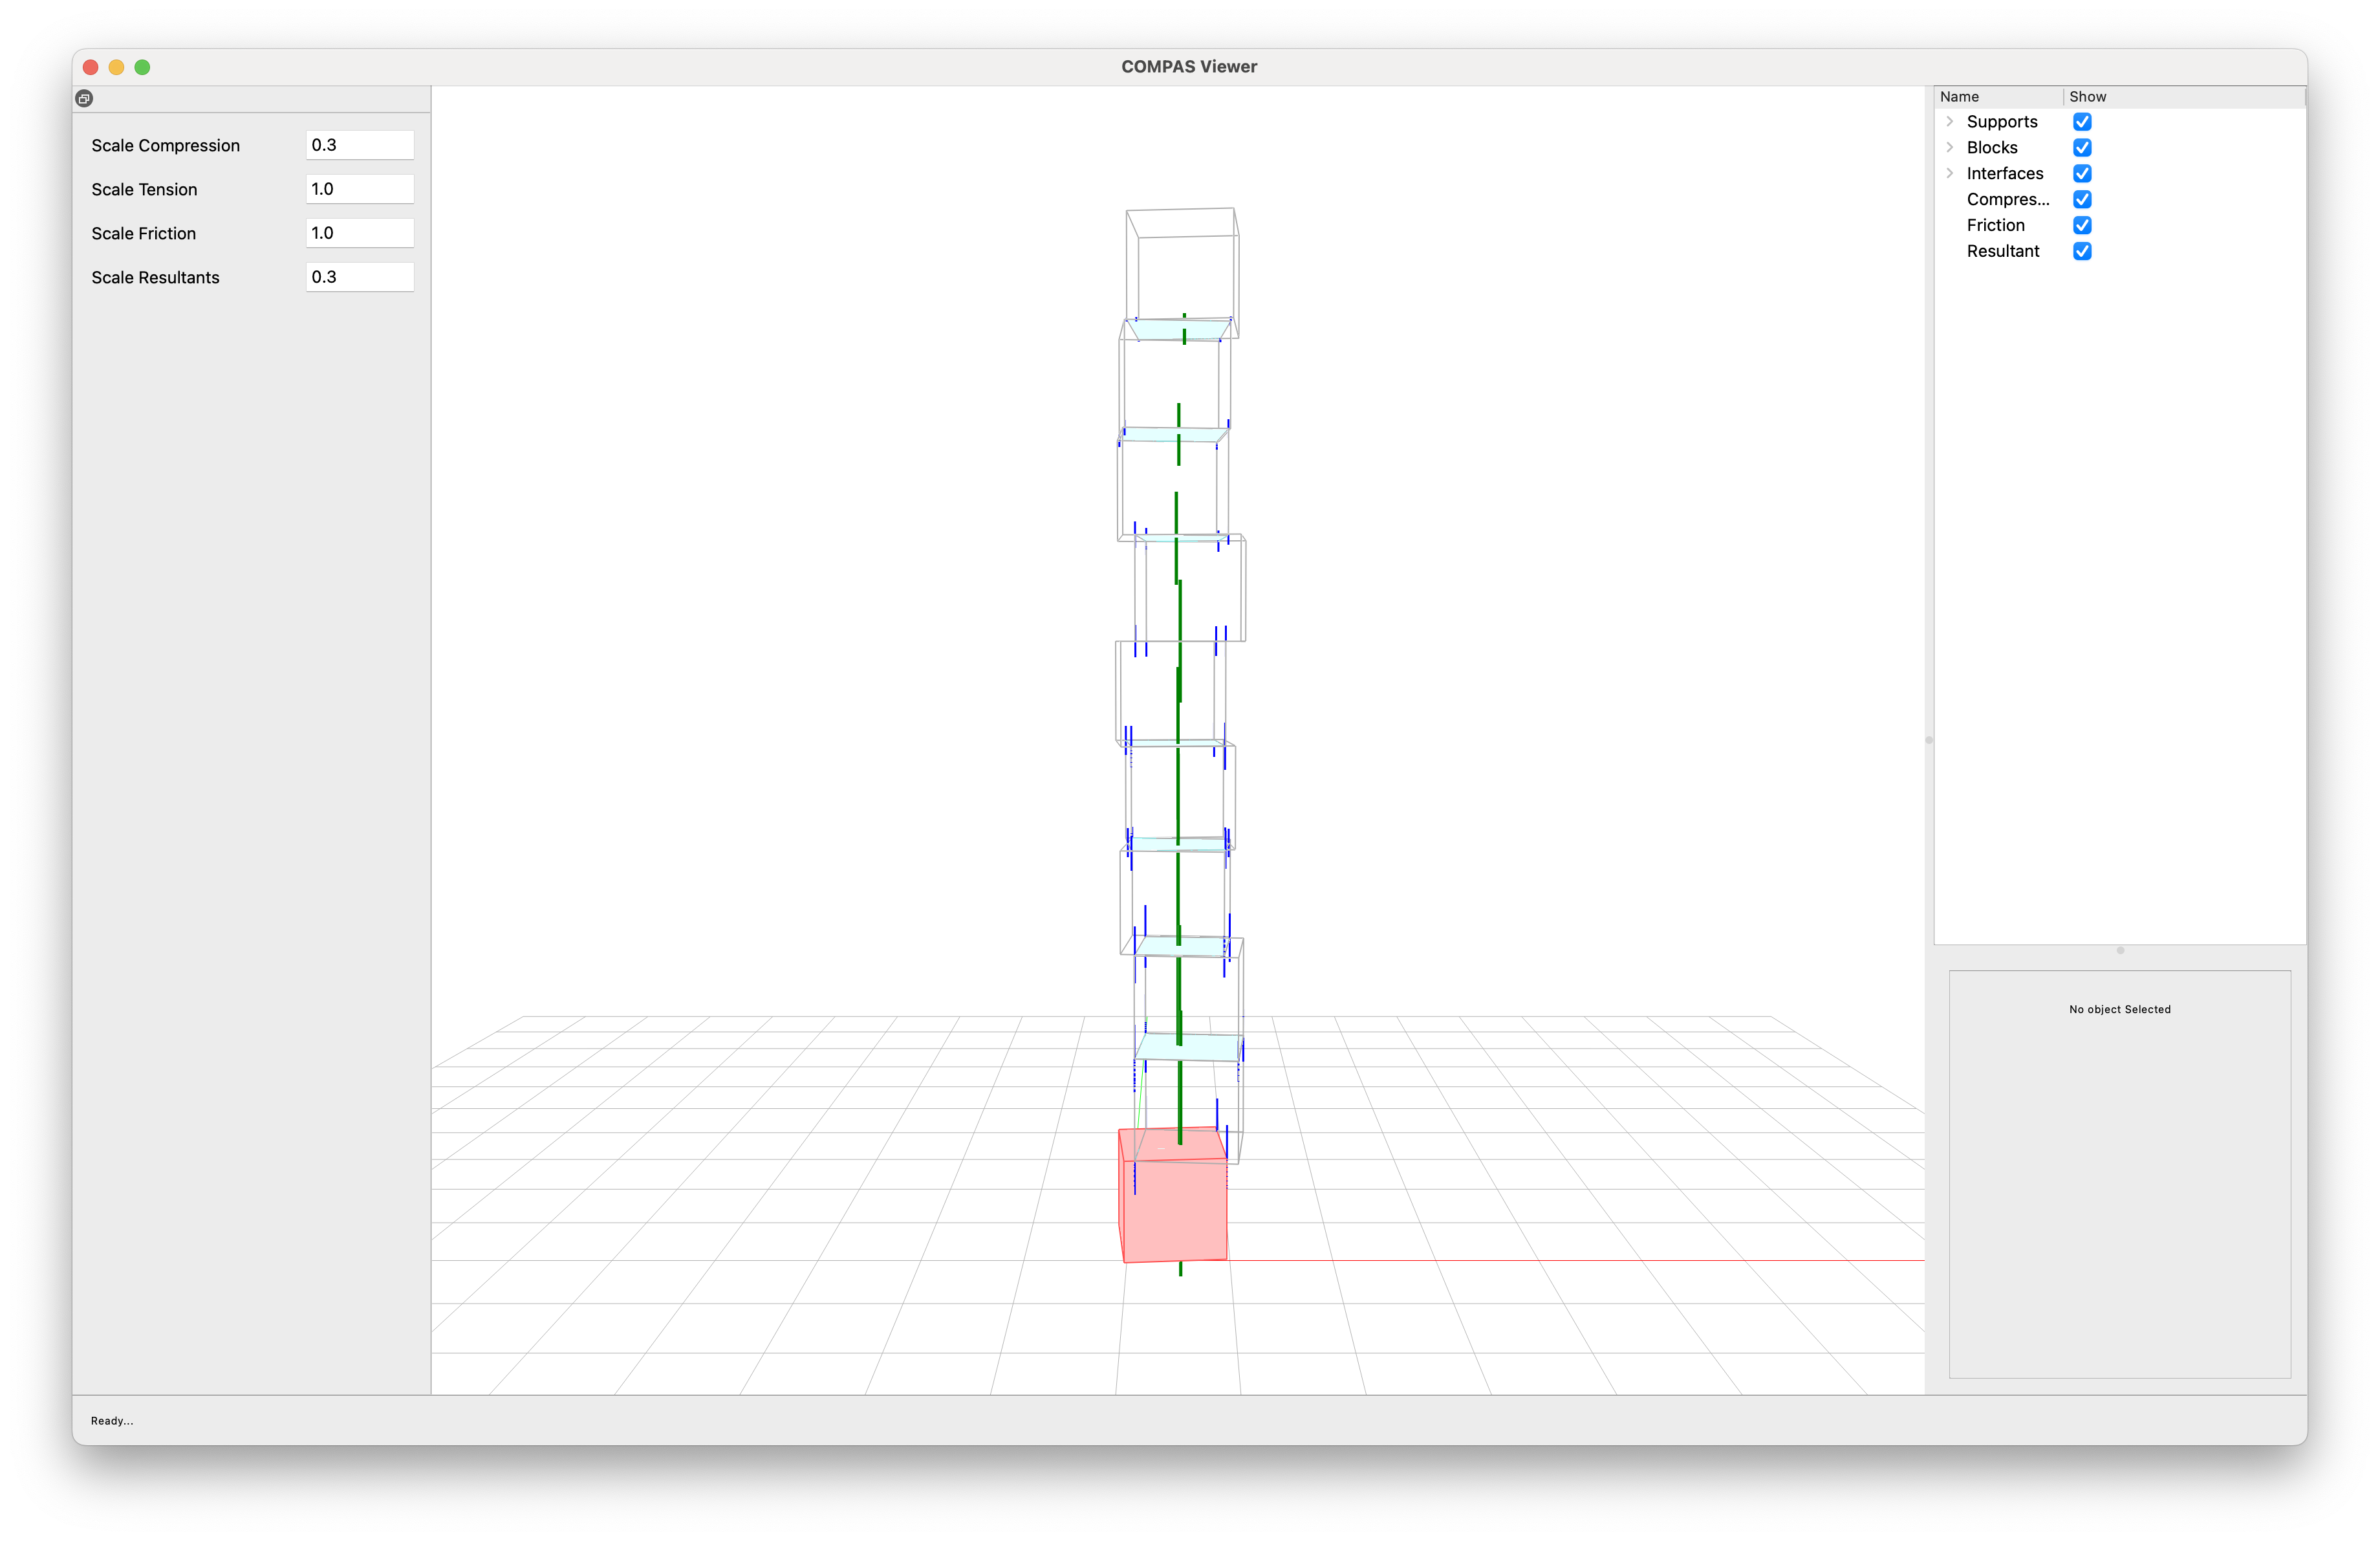 COMPAS Viewer
Scale Compression 0.3
Scale Tension 1.0
Scale Friction 1.0
Scale Resultants 0.3
Name Show
Supports
Blocks
Interfaces
Compres...
Friction
Resultant
No object Selected
Ready...